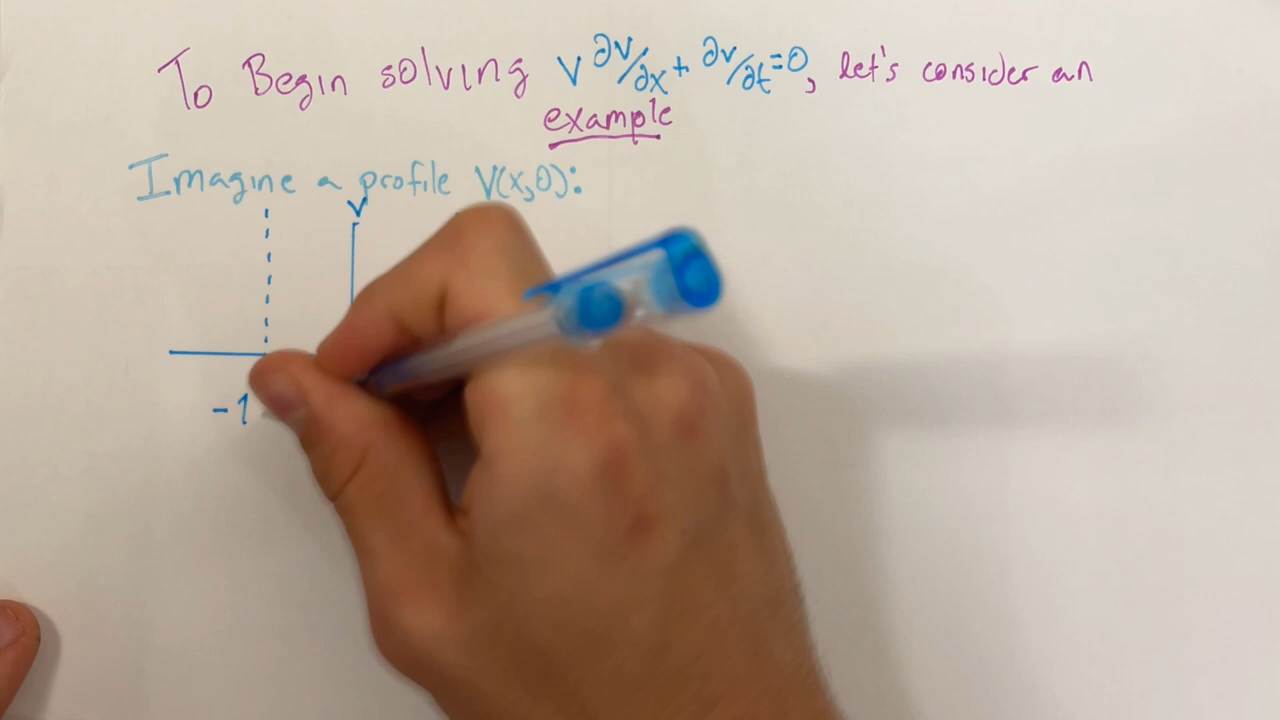 To Begin solving V ∂V/∂x + ∂V/∂t = 0, let's consider an
example
Imagine a profile V(x,0):
V
-1